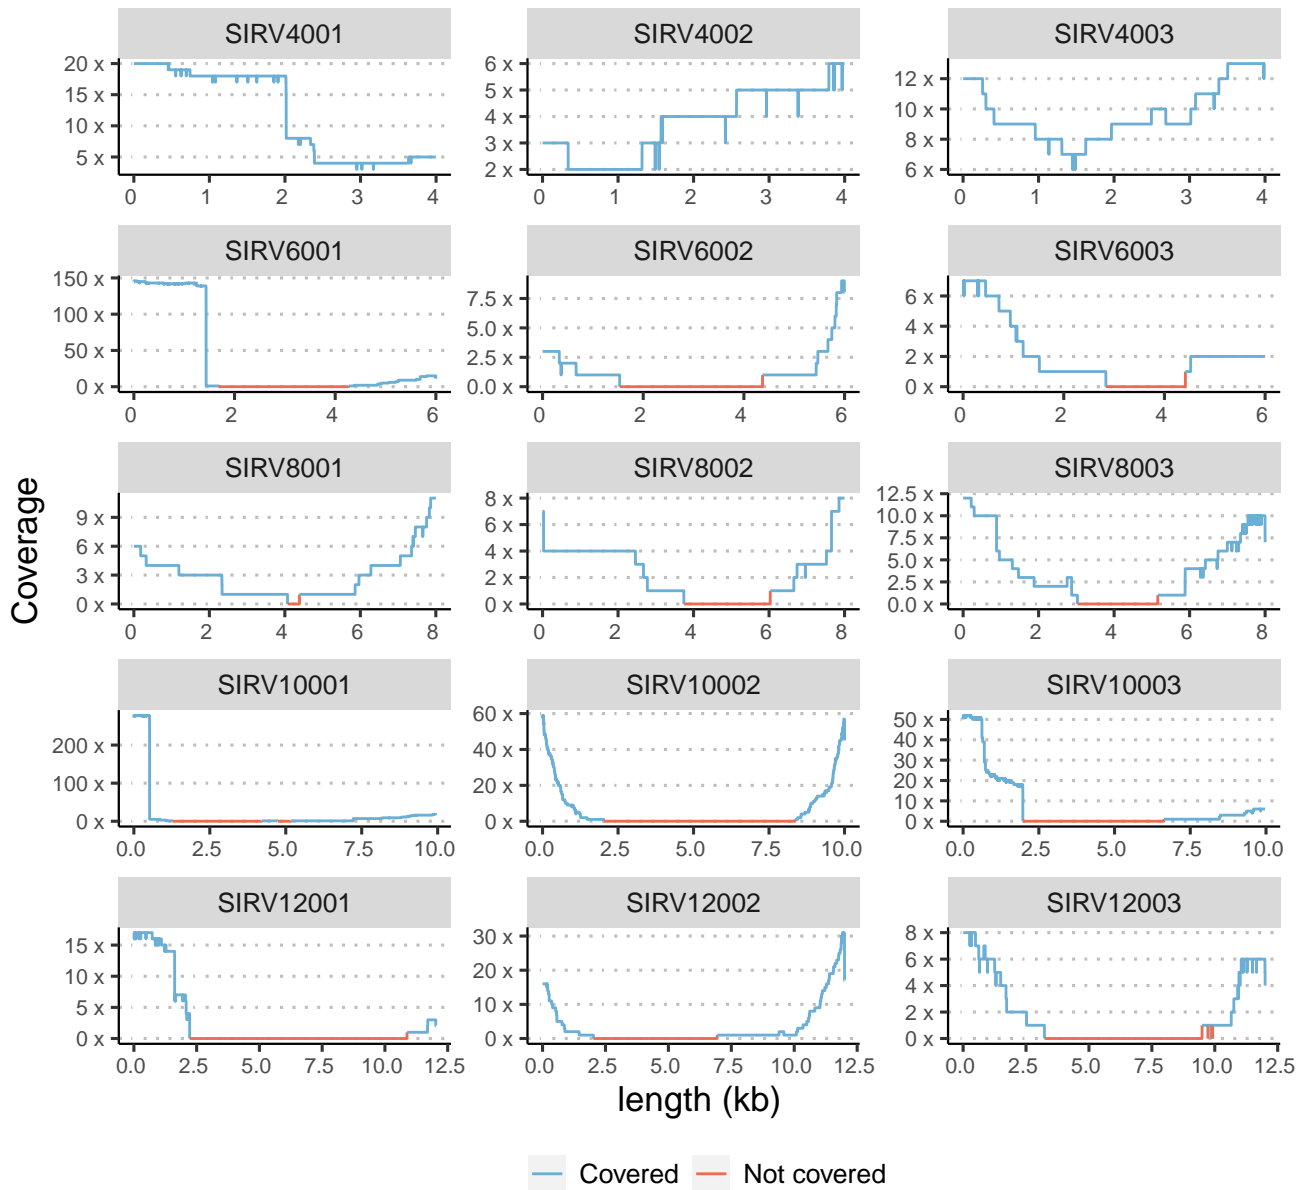 SIRV4001 SIRV4002 SIRV4003
20 x 6 x
15 x 5 x 12 x
10 x 4 x 10 x
5 x 3 x 8 x
2 x 6 x
0 1 2 3 4 0 1 2 3 4 0 1 2 3 4
SIRV6001 SIRV6002 SIRV6003
150 x 7.5 x 6 x
100 x 5.0 x 4 x
50 x 2.5 x 2 x
0 x 0.0 x 0 x
0 2 4 6 0 2 4 6 0 2 4 6
SIRV8001 SIRV8002 SIRV8003
9 x 8 x 12.5 x
6 x 6 x 10.0 x
3 x 4 x 7.5 x
0 x 2 x 5.0 x
0 x 2.5 x
0.0 x
0 2 4 6 8 0 2 4 6 8 0 2 4 6 8
Coverage
SIRV10001 SIRV10002 SIRV10003
200 x 60 x 50 x
100 x 40 x 40 x
0 x 20 x 30 x
0 x 20 x
10 x
0 x
0.0 2.5 5.0 7.5 10.0 0.0 2.5 5.0 7.5 10.0 0.0 2.5 5.0 7.5 10.0
SIRV12001 SIRV12002 SIRV12003
15 x 30 x 8 x
10 x 20 x 6 x
5 x 10 x 4 x
0 x 0 x 2 x
0 x
0.0 2.5 5.0 7.5 10.0 12.5 0.0 2.5 5.0 7.5 10.0 12.5 0.0 2.5 5.0 7.5 10.0 12.5
length (kb)
Covered Not covered